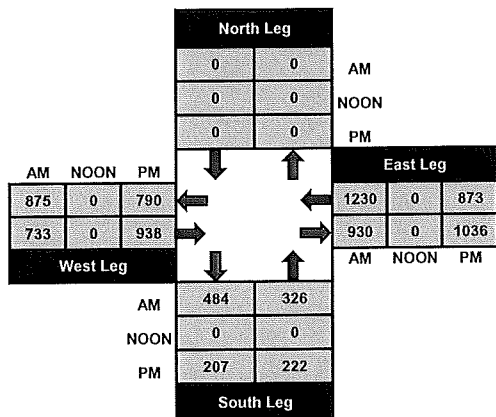 North Leg
0 0 AM
0 0 NOON
0 0 PM
AM NOON PM
East Leg
875 0 790
1230 0 873
733 0 938
930 0 1036
West Leg
AM NOON PM
AM 484 326
NOON 0 0
PM 207 222
South Leg